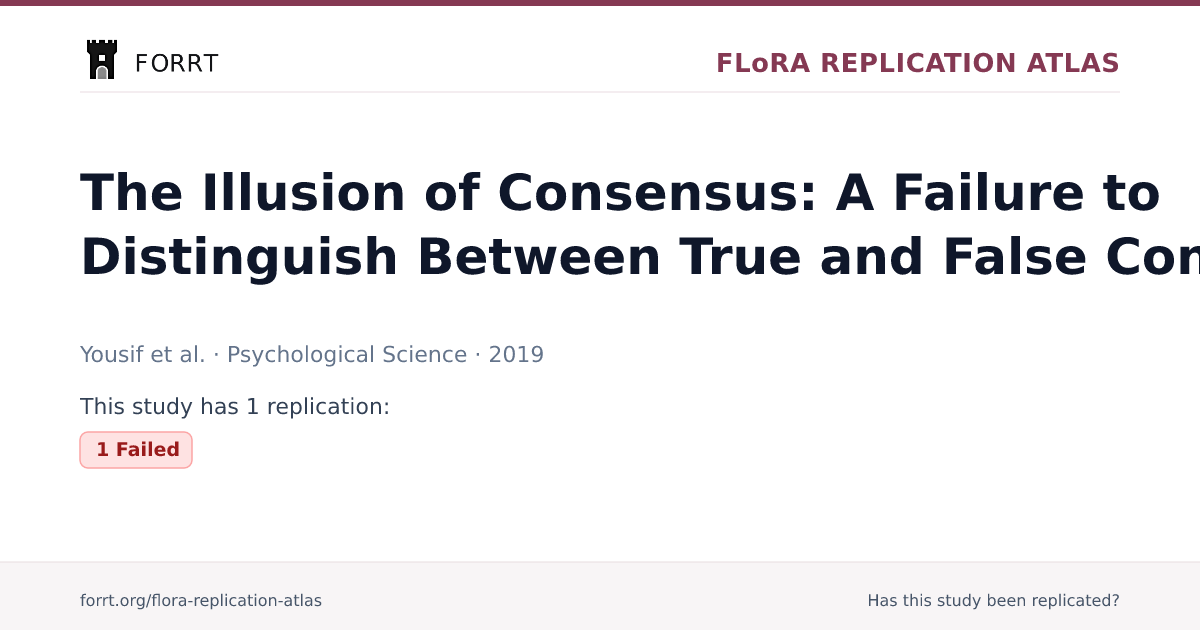 FORRT
FLoRA REPLICATION ATLAS
The Illusion of Consensus: A Failure to
Distinguish Between True and False
Yousif et al. · Psychological Science · 2019
This study has 1 replication:
1 Failed
forrt.org/flora-replication-atlas
Has this study been replicated?